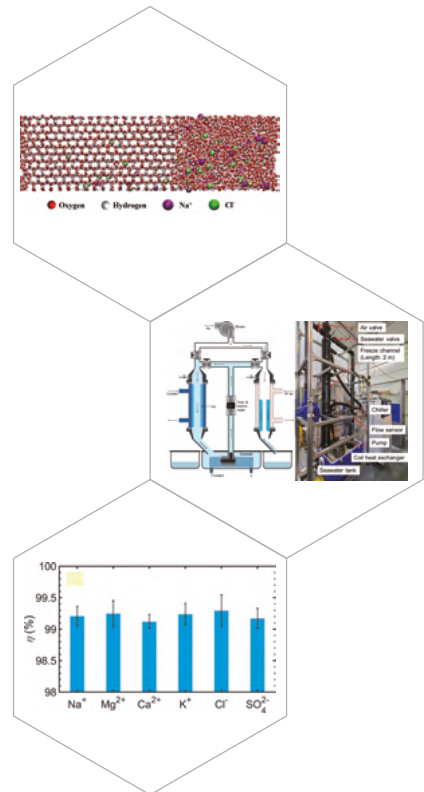 Oxygen Hydrogen Na⁺ Cl⁻
Air valve
Seawater valve
Freeze channel
(Length: 2 m)
Chiller
Flow sensor
Pump
Coil heat exchanger
Seawater tank
100
99.5
99
98.5
98
η (%)
Na⁺ Mg²⁺ Ca²⁺ K⁺ Cl⁻ SO₄²⁻